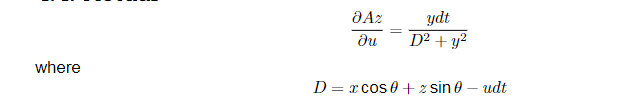 ∂Az/∂u = ydt/(D² + y²)
where
D = x cos θ + z sin θ − udt